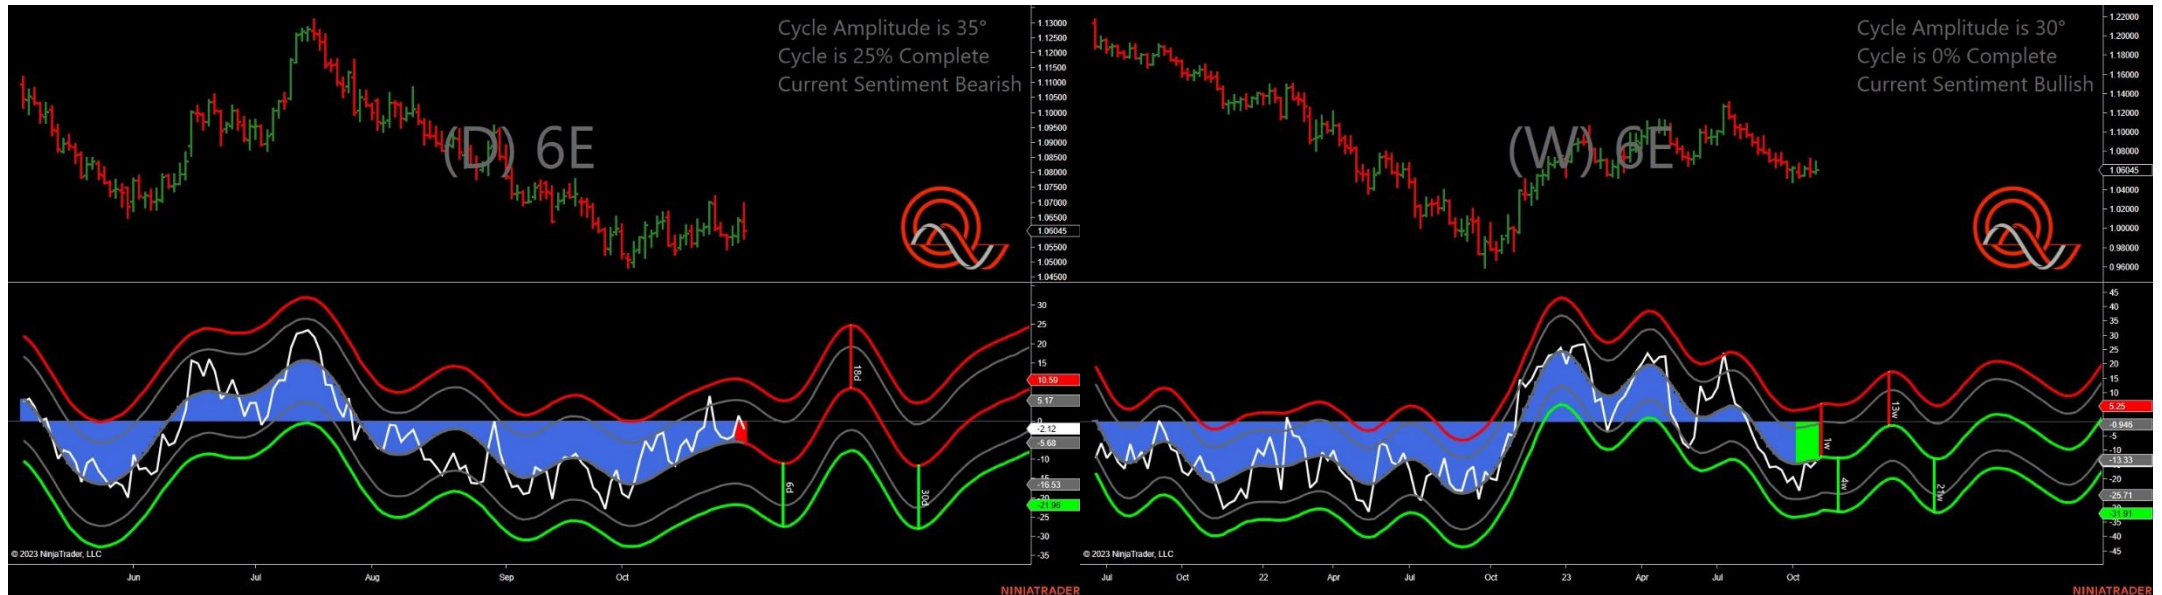 Cycle Amplitude is 35°
Cycle is 25% Complete
Current Sentiment Bearish
(D) 6E
1.13000
1.12500
1.12000
1.11500
1.11000
1.10500
1.10000
1.09500
1.09000
1.08500
1.08000
1.07500
1.07000
1.06500
1.06045
1.05500
1.05000
1.04500
30
25
20
15
10.59
5.17
0
-2.12
-5.68
-10
-16.53
-20
-21.96
-25
-30
-35
18d
6d
30d
© 2023 NinjaTrader, LLC
Jun
Jul
Aug
Sep
Oct
NINJATRADER
Cycle Amplitude is 30°
Cycle is 0% Complete
Current Sentiment Bullish
(W) 6E
1.22000
1.20000
1.18000
1.16000
1.14000
1.12000
1.10000
1.08000
1.06045
1.04000
1.02000
1.00000
0.98000
0.96000
45
40
35
30
25
20
15
10
5.25
-0.946
-5
-10
-13.33
-20
-25.71
-31.91
-35
-40
-45
1w
13w
4w
21w
© 2023 NinjaTrader, LLC
Jul
Oct
22
Apr
Jul
Oct
23
Apr
Jul
Oct
NINJATRADER